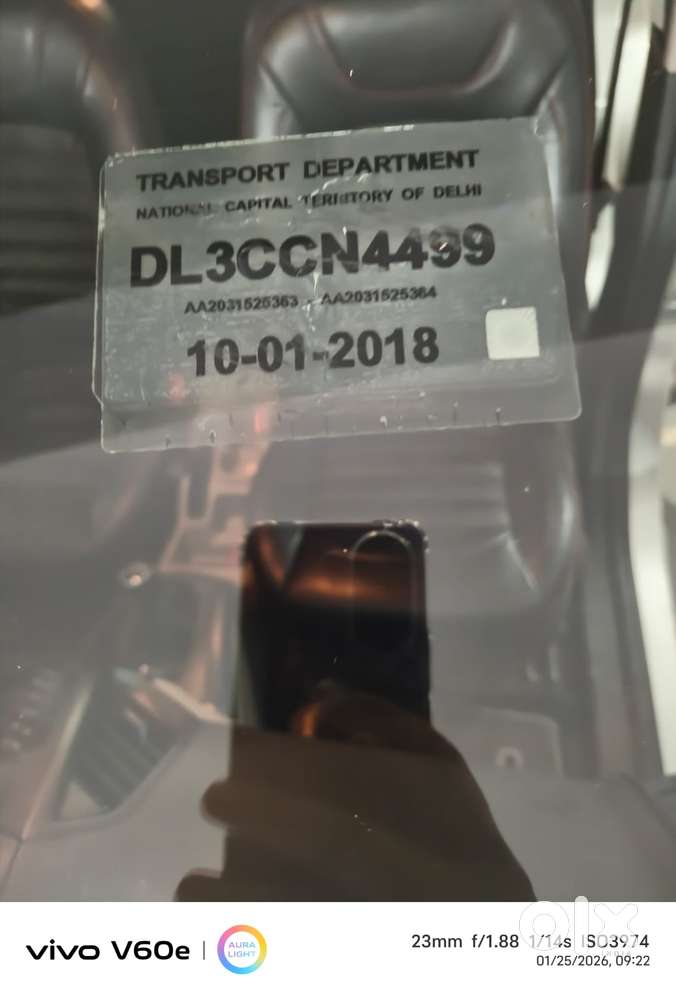 TRANSPORT DEPARTMENT
NATIONAL CAPITAL TERRITORY OF DELHI
DL3CCN4499
AA2031525363 - AA2031525364
10-01-2018
vivo V60e | AURA LIGHT
23mm f/1.88 1/14s ISO3974
01/25/2026, 09:22
olx